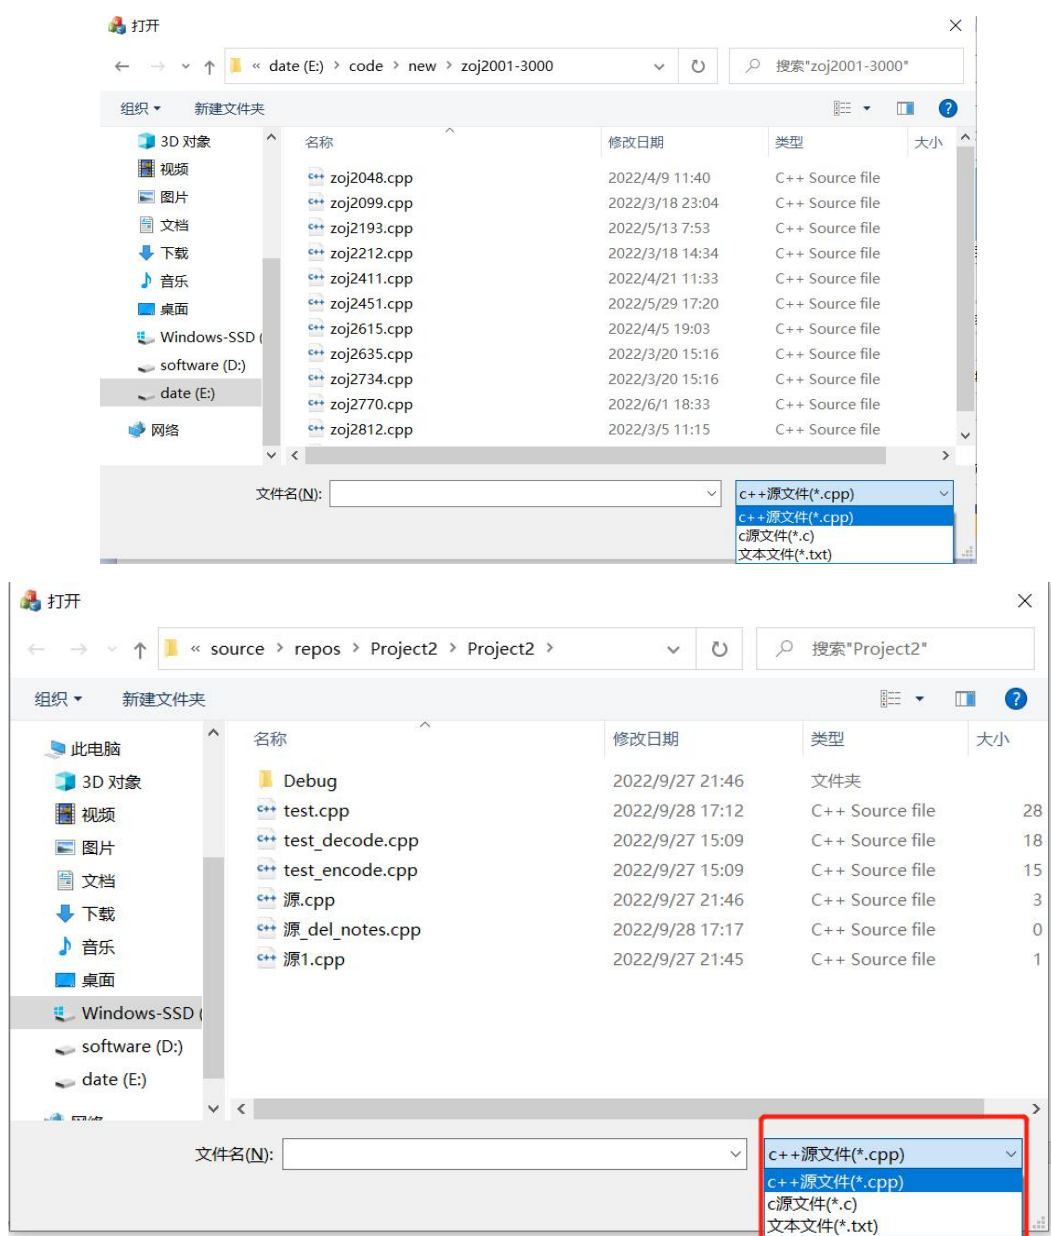 打开
« date (E:) > code > new > zoj2001-3000
搜索"zoj2001-3000"
组织 新建文件夹
3D 对象
视频
图片
文档
下载
音乐
桌面
Windows-SSD (
software (D:)
date (E:)
网络
名称 修改日期 类型 大小
zoj2048.cpp 2022/4/9 11:40 C++ Source file
zoj2099.cpp 2022/3/18 23:04 C++ Source file
zoj2193.cpp 2022/5/13 7:53 C++ Source file
zoj2212.cpp 2022/3/18 14:34 C++ Source file
zoj2411.cpp 2022/4/21 11:33 C++ Source file
zoj2451.cpp 2022/5/29 17:20 C++ Source file
zoj2615.cpp 2022/4/5 19:03 C++ Source file
zoj2635.cpp 2022/3/20 15:16 C++ Source file
zoj2734.cpp 2022/3/20 15:16 C++ Source file
zoj2770.cpp 2022/6/1 18:33 C++ Source file
zoj2812.cpp 2022/3/5 11:15 C++ Source file
文件名(N):
c++源文件(*.cpp)
c++源文件(*.cpp)
c源文件(*.c)
文本文件(*.txt)
打开
« source > repos > Project2 > Project2 >
搜索"Project2"
组织 新建文件夹
此电脑
3D 对象
视频
图片
文档
下载
音乐
桌面
Windows-SSD (
software (D:)
date (E:)
网络
名称 修改日期 类型 大小
Debug 2022/9/27 21:46 文件夹
test.cpp 2022/9/28 17:12 C++ Source file 28
test_decode.cpp 2022/9/27 15:09 C++ Source file 18
test_encode.cpp 2022/9/27 15:09 C++ Source file 15
源.cpp 2022/9/27 21:46 C++ Source file 3
源_del_notes.cpp 2022/9/28 17:17 C++ Source file 0
源1.cpp 2022/9/27 21:45 C++ Source file 1
文件名(N):
c++源文件(*.cpp)
c++源文件(*.cpp)
c源文件(*.c)
文本文件(*.txt)